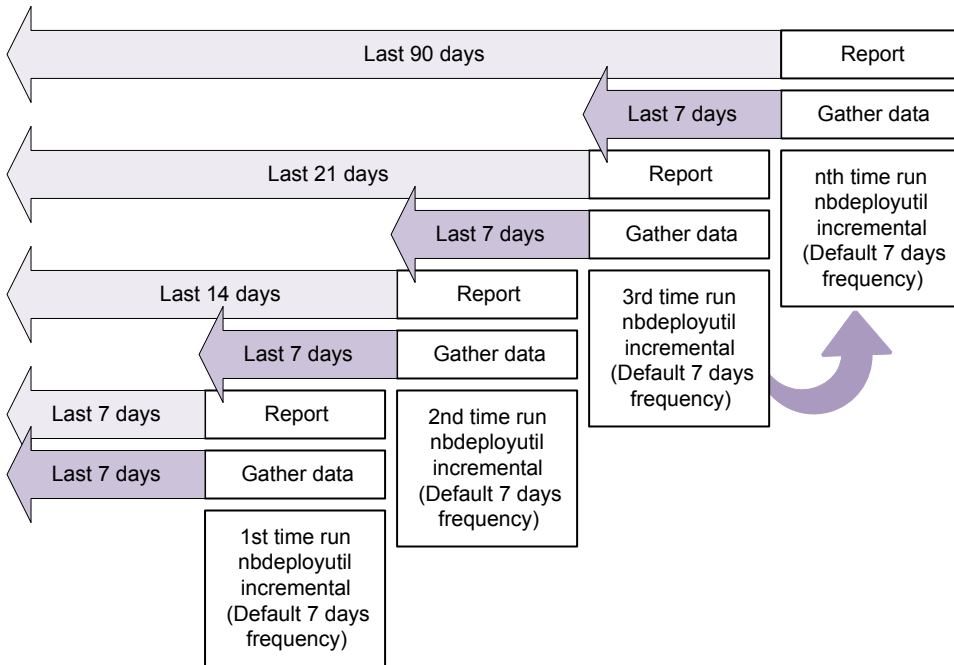 Last 90 days
Report
Last 7 days
Gather data
Last 21 days
Report
nth time run
nbdeployutil
incremental
(Default 7 days
frequency)
Last 7 days
Gather data
Last 14 days
Report
3rd time run
nbdeployutil
incremental
(Default 7 days
frequency)
Last 7 days
Gather data
Last 7 days
Report
2nd time run
nbdeployutil
incremental
(Default 7 days
frequency)
Last 7 days
Gather data
1st time run
nbdeployutil
incremental
(Default 7 days
frequency)